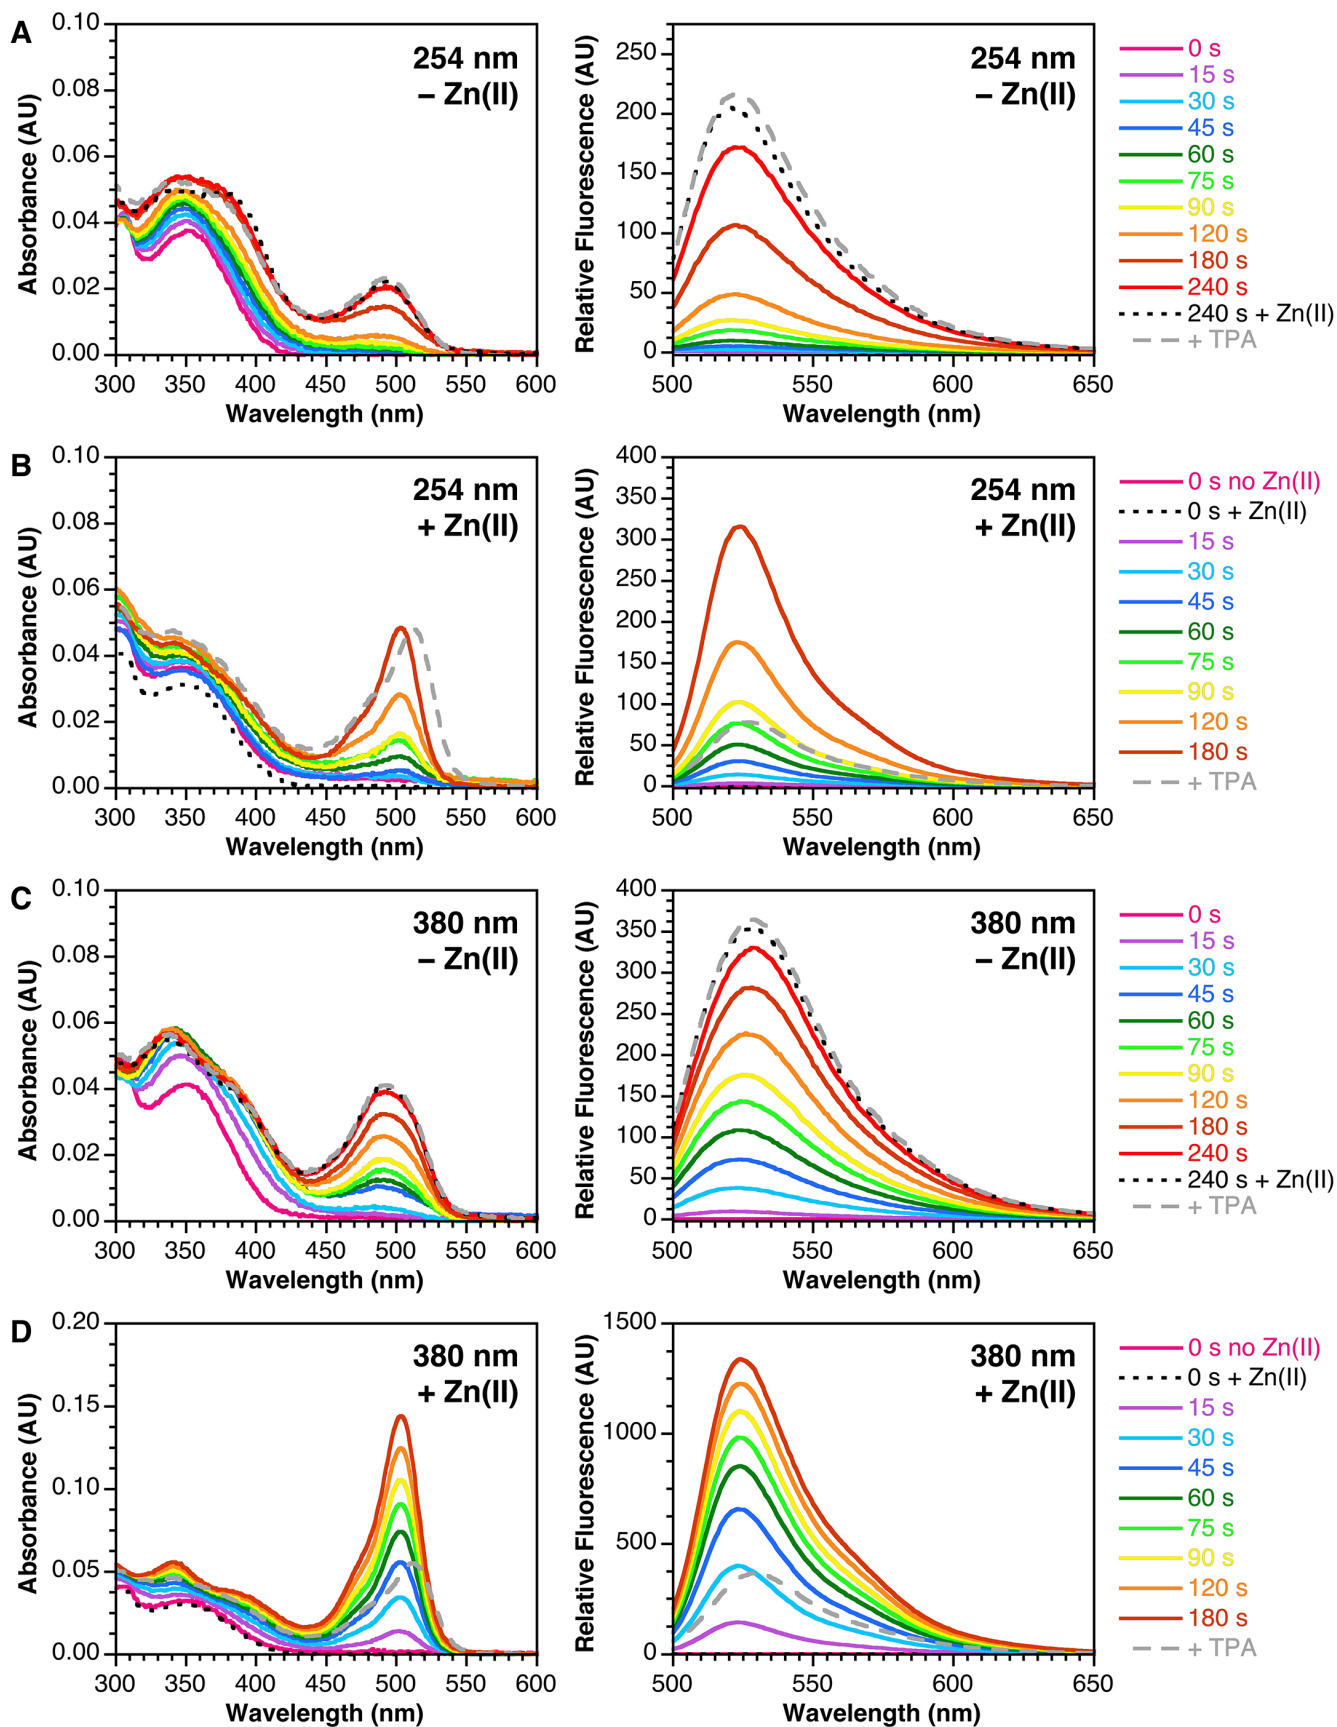 A
254 nm
– Zn(II)
Absorbance (AU)
0.10
0.08
0.06
0.04
0.02
0.00
300 350 400 450 500 550 600
Wavelength (nm)
254 nm
– Zn(II)
Relative Fluorescence (AU)
250
200
150
100
50
0
500 550 600 650
Wavelength (nm)
0 s
15 s
30 s
45 s
60 s
75 s
90 s
120 s
180 s
240 s
240 s + Zn(II)
+ TPA
B
254 nm
+ Zn(II)
Absorbance (AU)
0.10
0.08
0.06
0.04
0.02
0.00
300 350 400 450 500 550 600
Wavelength (nm)
254 nm
+ Zn(II)
Relative Fluorescence (AU)
400
350
300
250
200
150
100
50
0
500 550 600 650
Wavelength (nm)
0 s no Zn(II)
0 s + Zn(II)
15 s
30 s
45 s
60 s
75 s
90 s
120 s
180 s
+ TPA
C
380 nm
– Zn(II)
Absorbance (AU)
0.10
0.08
0.06
0.04
0.02
0.00
300 350 400 450 500 550 600
Wavelength (nm)
380 nm
– Zn(II)
Relative Fluorescence (AU)
400
350
300
250
200
150
100
50
0
500 550 600 650
Wavelength (nm)
0 s
15 s
30 s
45 s
60 s
75 s
90 s
120 s
180 s
240 s
240 s + Zn(II)
+ TPA
D
380 nm
+ Zn(II)
Absorbance (AU)
0.20
0.15
0.10
0.05
0.00
300 350 400 450 500 550 600
Wavelength (nm)
380 nm
+ Zn(II)
Relative Fluorescence (AU)
1500
1000
500
0
500 550 600 650
Wavelength (nm)
0 s no Zn(II)
0 s + Zn(II)
15 s
30 s
45 s
60 s
75 s
90 s
120 s
180 s
+ TPA